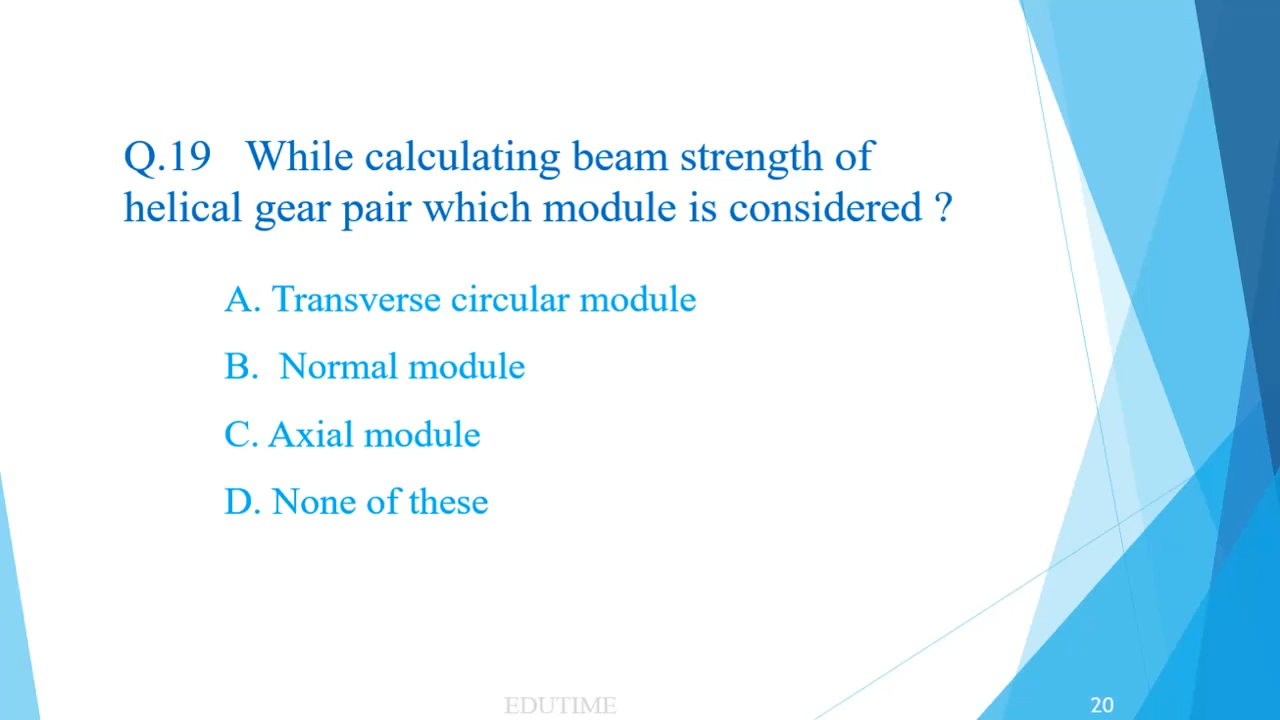 Q.19 While calculating beam strength of
helical gear pair which module is considered ?
A. Transverse circular module
B. Normal module
C. Axial module
D. None of these
EDUTIME
20